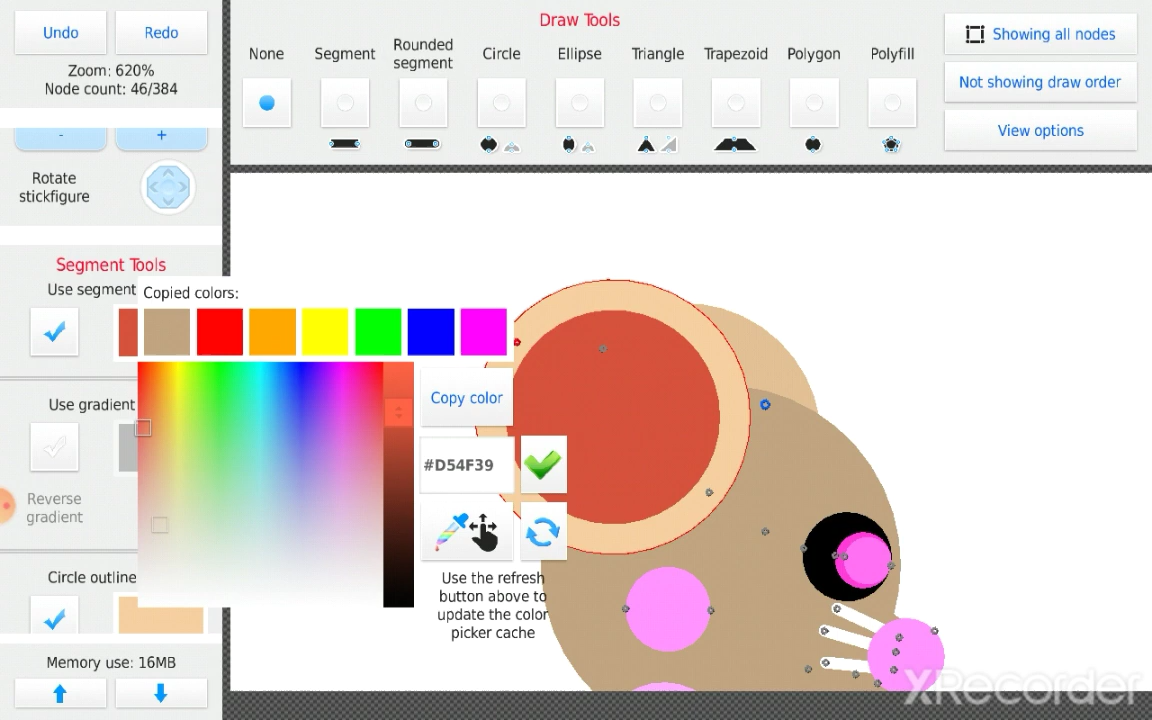 Undo
Redo
Zoom: 620%
Node count: 46/384
-
+
Rotate
stickfigure
Segment Tools
Use segment
Use gradient
Reverse
gradient
Circle outline
Memory use: 16MB
Draw Tools
None
Segment
Rounded
segment
Circle
Ellipse
Triangle
Trapezoid
Polygon
Polyfill
Showing all nodes
Not showing draw order
View options
Copied colors:
Copy color
#D54F39
Use the refresh
button above to
update the color
picker cache
XRecorder